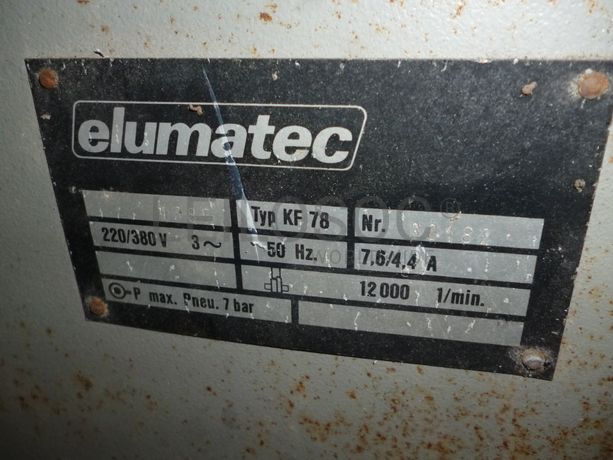 elumatec
Typ KF 78 Nr.
220/380 V 3~ 50 Hz. 7,6/4,4 A
12000 1/min.
P max. Pneu. 7 bar